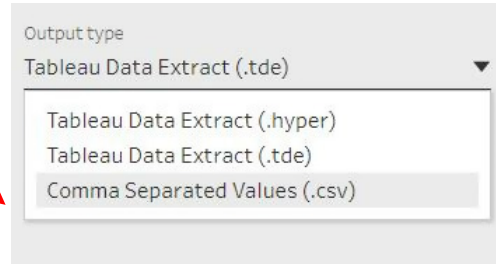 Output type
Tableau Data Extract (.tde)
Tableau Data Extract (.hyper)
Tableau Data Extract (.tde)
Comma Separated Values (.csv)